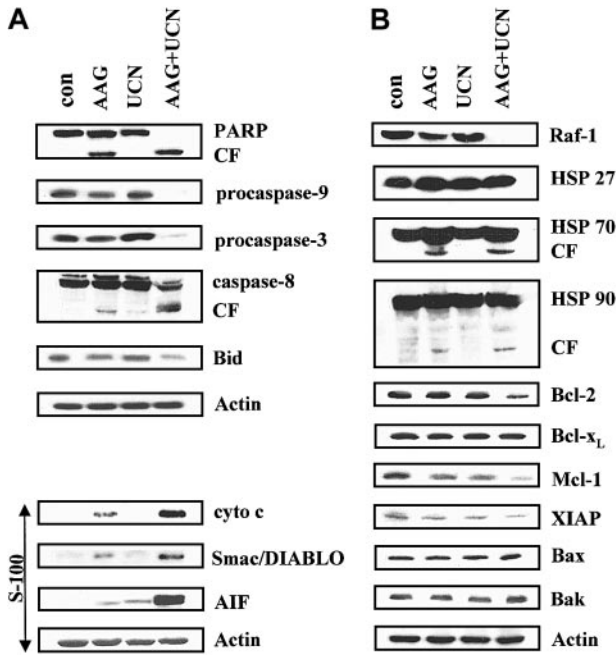 A
con
AAG
UCN
AAG+UCN
PARP
CF
procaspase-9
procaspase-3
caspase-8
CF
Bid
Actin
S-100
cyto c
Smac/DIABLO
AIF
Actin
B
con
AAG
UCN
AAG+UCN
Raf-1
HSP 27
HSP 70
CF
HSP 90
CF
Bcl-2
Bcl-xL
Mcl-1
XIAP
Bax
Bak
Actin